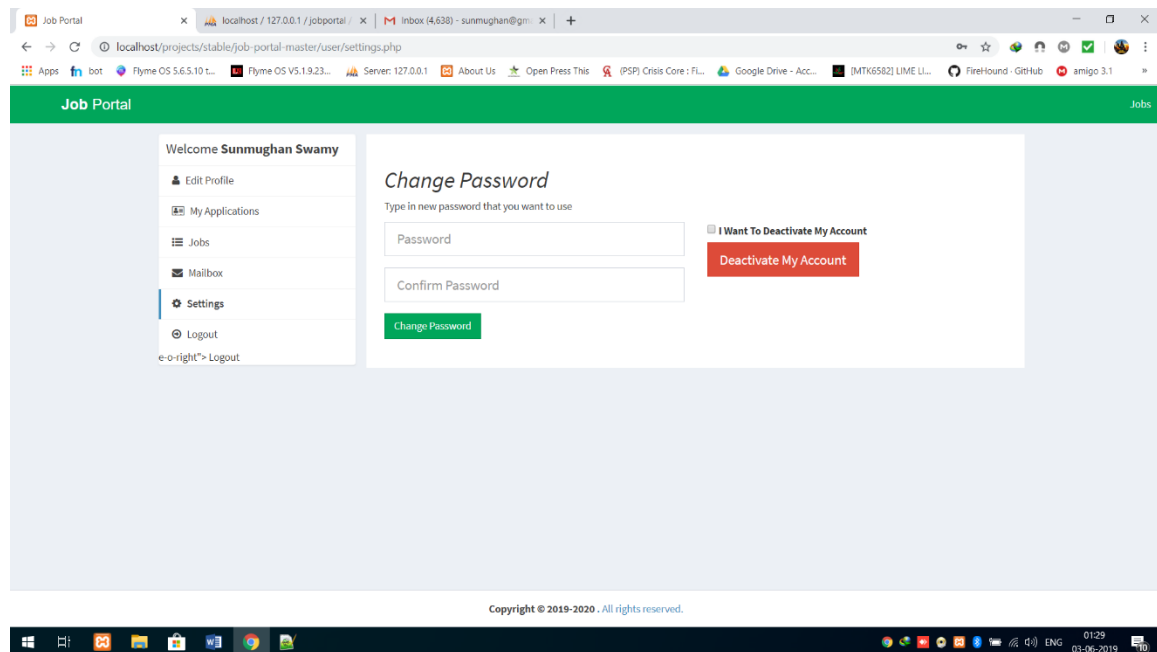 Job Portal
localhost / 127.0.0.1 / jobportal /
Inbox (4,638) - sunmughan@gm
localhost/projects/stable/job-portal-master/user/settings.php
Apps
bot
Flyme OS 5.6.5.10 t...
Flyme OS V5.1.9.23...
Server: 127.0.0.1
About Us
Open Press This
(PSP) Crisis Core : Fi...
Google Drive - Acc...
[MTK6582] LIME LI...
FireHound · GitHub
amigo 3.1
»
Job Portal
Jobs
Welcome Sunmughan Swamy
Edit Profile
My Applications
Jobs
Mailbox
Settings
Logout
e-o-right"> Logout
Change Password
Type in new password that you want to use
Password
Confirm Password
Change Password
I Want To Deactivate My Account
Deactivate My Account
Copyright © 2019-2020 . All rights reserved.
ENG
01:29
03-06-2019
10